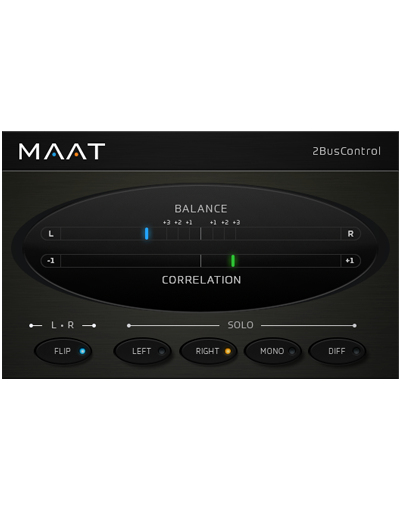 MAAT
2BusControl
BALANCE
+3 +2 +1 +1 +2 +3
L R
-1 +1
CORRELATION
L • R SOLO
FLIP LEFT RIGHT MONO DIFF